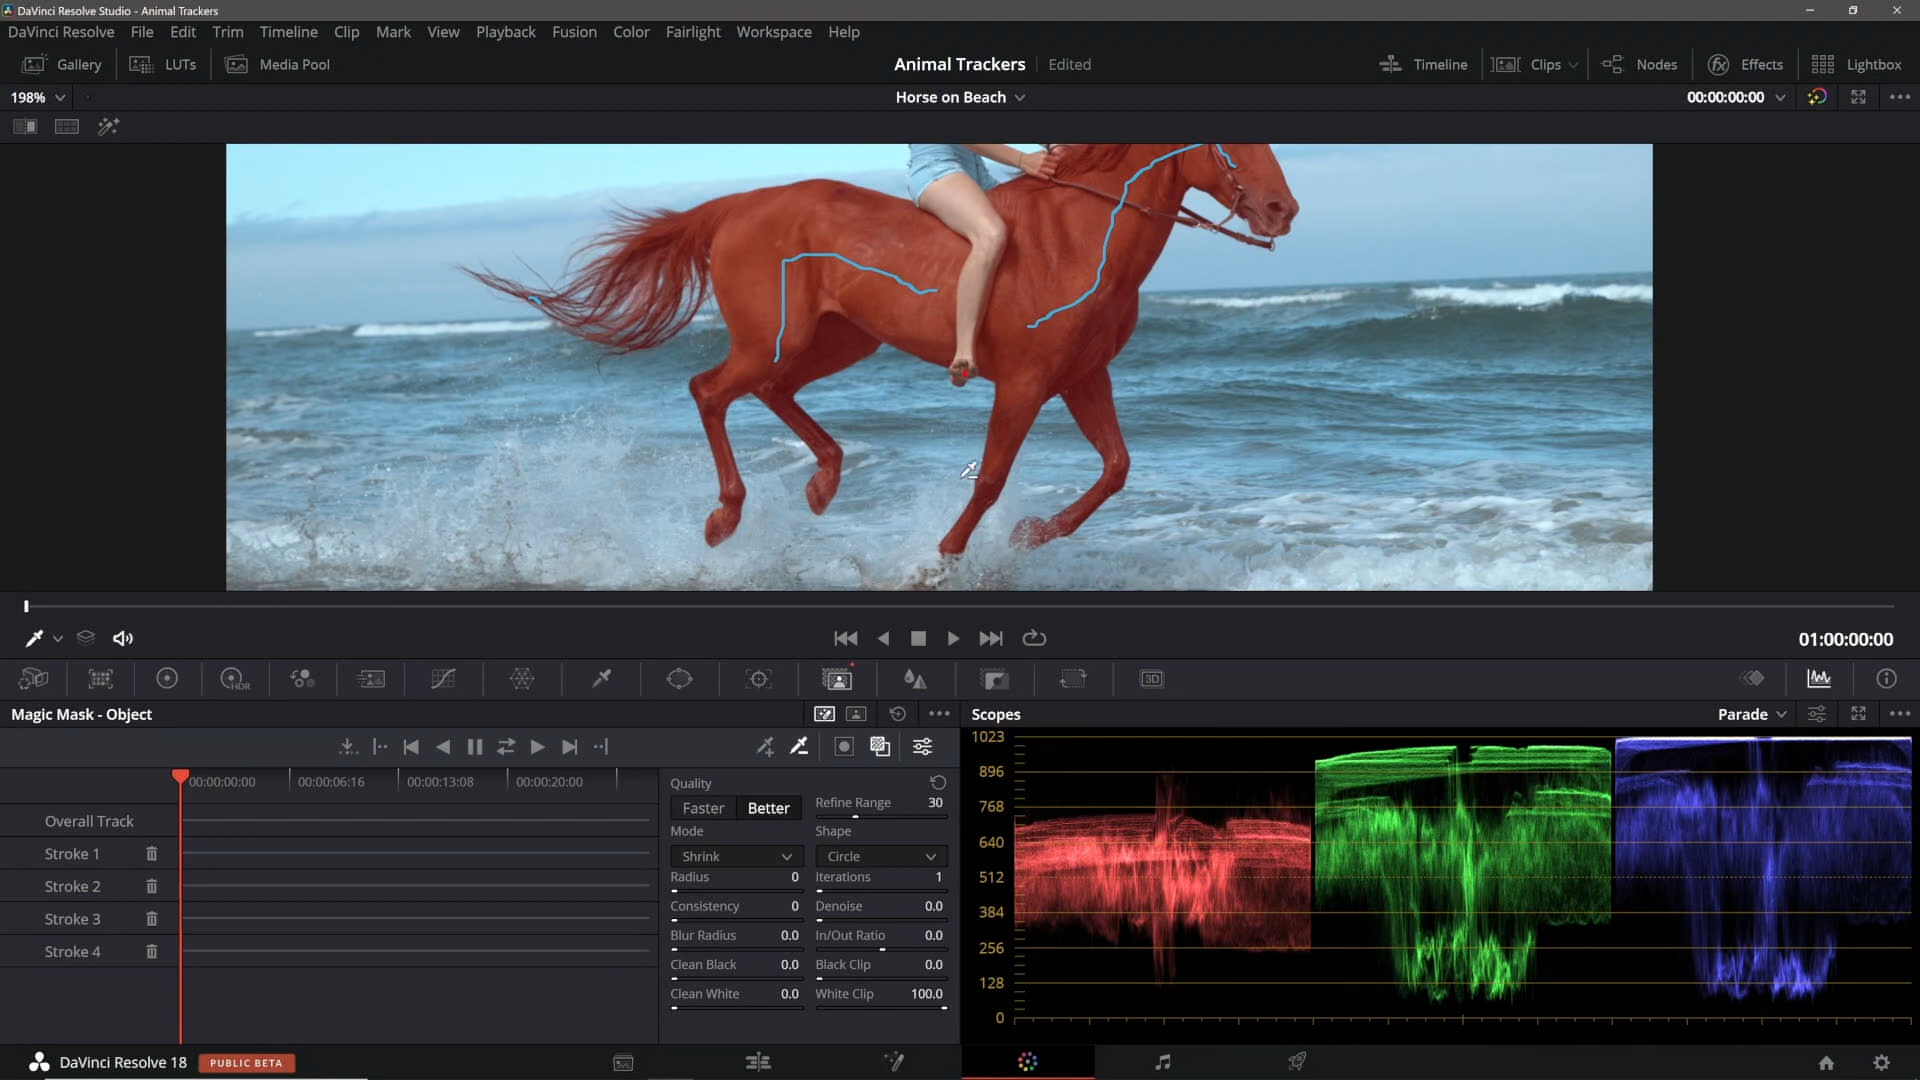 DaVinci Resolve Studio - Animal Trackers
DaVinci Resolve File Edit Trim Timeline Clip Mark View Playback Fusion Color Fairlight Workspace Help
Gallery LUTs Media Pool Animal Trackers Edited Timeline Clips Nodes Effects Lightbox
198% Horse on Beach 00:00:00:00
01:00:00:00
HDR 3D
Magic Mask - Object Scopes Parade
00:00:00:00 00:00:06:16 00:00:13:08 00:00:20:00
Overall Track
Stroke 1
Stroke 2
Stroke 3
Stroke 4
Quality
Faster Better Refine Range 30
Mode Shape
Shrink Circle
Radius 0 Iterations 1
Consistency 0 Denoise 0.0
Blur Radius 0.0 In/Out Ratio 0.0
Clean Black 0.0 Black Clip 0.0
Clean White 0.0 White Clip 100.0
1023
896
768
640
512
384
256
128
0
DaVinci Resolve 18 PUBLIC BETA